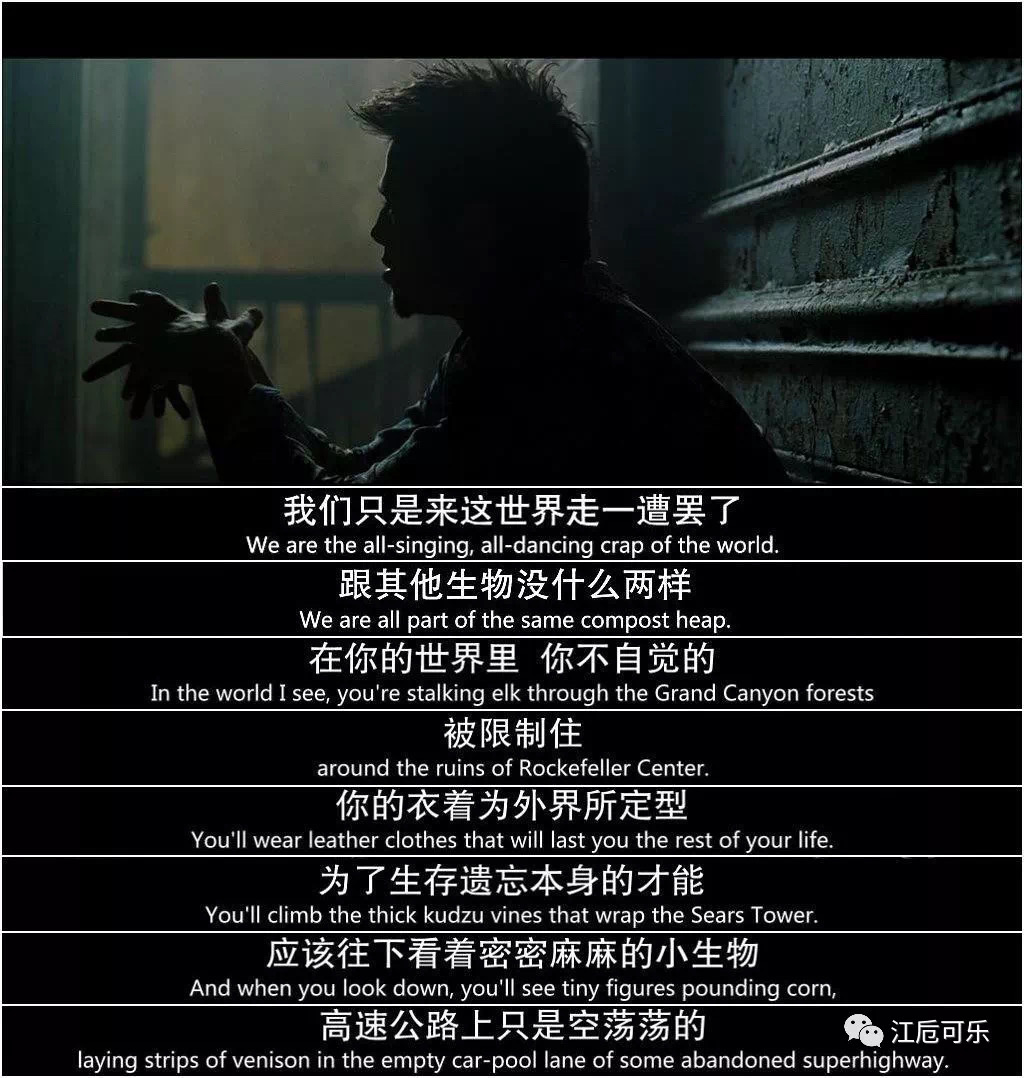 我们只是来这世界走一遭罢了
We are the all-singing, all-dancing crap of the world.
跟其他生物没什么两样
We are all part of the same compost heap.
在你的世界里 你不自觉的
In the world I see, you're stalking elk through the Grand Canyon forests
被限制住
around the ruins of Rockefeller Center.
你的衣着为外界所定型
You'll wear leather clothes that will last you the rest of your life.
为了生存遗忘本身的才能
You'll climb the thick kudzu vines that wrap the Sears Tower.
应该往下看着密密麻麻的小生物
And when you look down, you'll see tiny figures pounding corn,
高速公路上只是空荡荡的
laying strips of venison in the empty car-pool lane of some abandoned superhighway.
江卮可乐